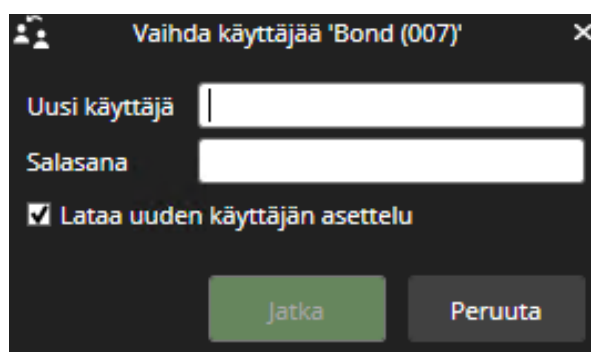 Vaihda käyttäjää 'Bond (007)'
Uusi käyttäjä
Salasana
Lataa uuden käyttäjän asettelu
Jatka Peruuta